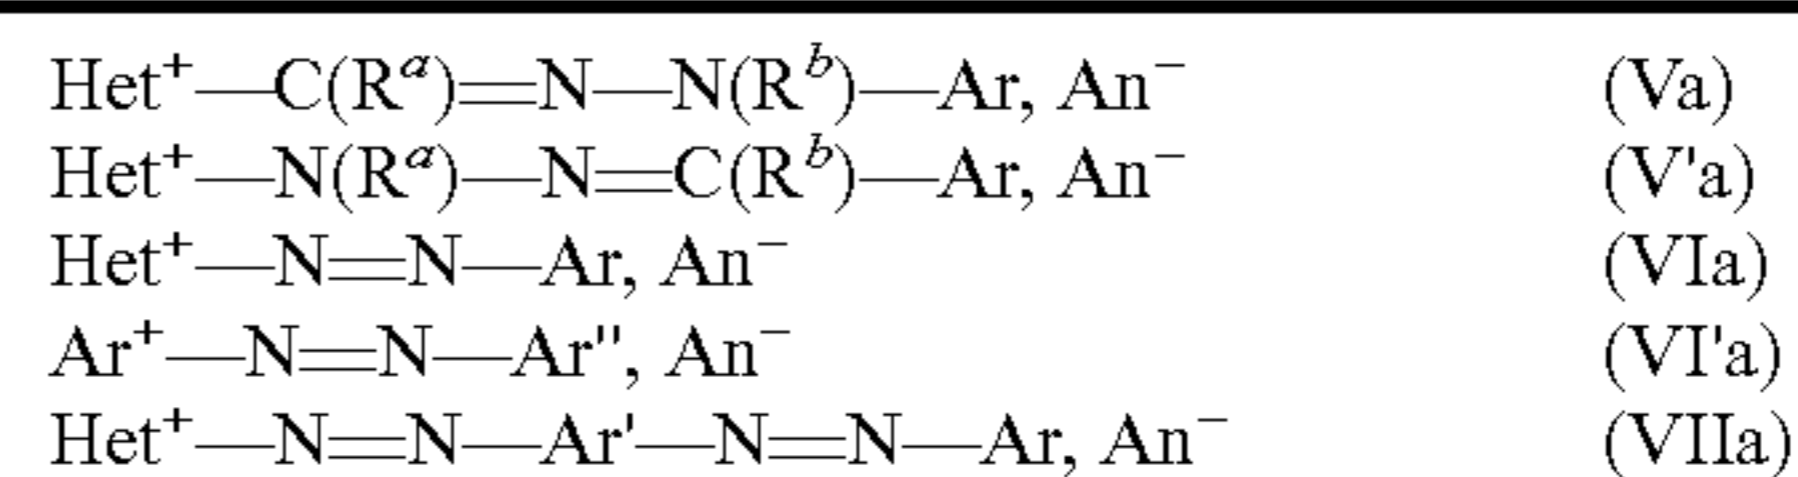 Het⁺—C(Rᵃ)=N—N(Rᵇ)—Ar, An⁻ (Va)
Het⁺—N(Rᵃ)—N=C(Rᵇ)—Ar, An⁻ (V'a)
Het⁺—N=N—Ar, An⁻ (VIa)
Ar⁺—N=N—Ar", An⁻ (VI'a)
Het⁺—N=N—Ar'—N=N—Ar, An⁻ (VIIa)